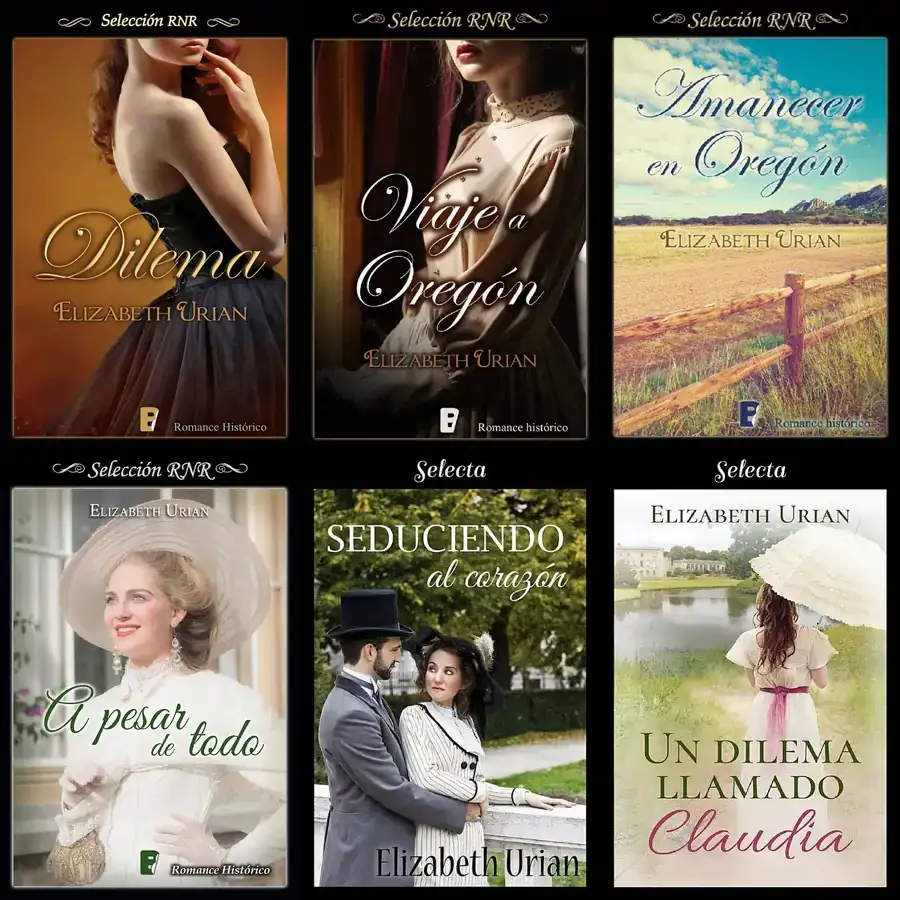 Selección RNR
Dilema
Elizabeth Urian
B
Romance Histórico
Selección RNR
Viaje a
Oregón
Elizabeth Urian
B
Romance histórico
Selección RNR
Amanecer
en Oregón
Elizabeth Urian
B
Romance histórico
Selección RNR
Elizabeth Urian
A pesar
de todo
B
Romance Histórico
Selecta
SEDUCIENDO
al corazón
Elizabeth Urian
Selecta
Elizabeth Urian
Un dilema
llamado
Claudia